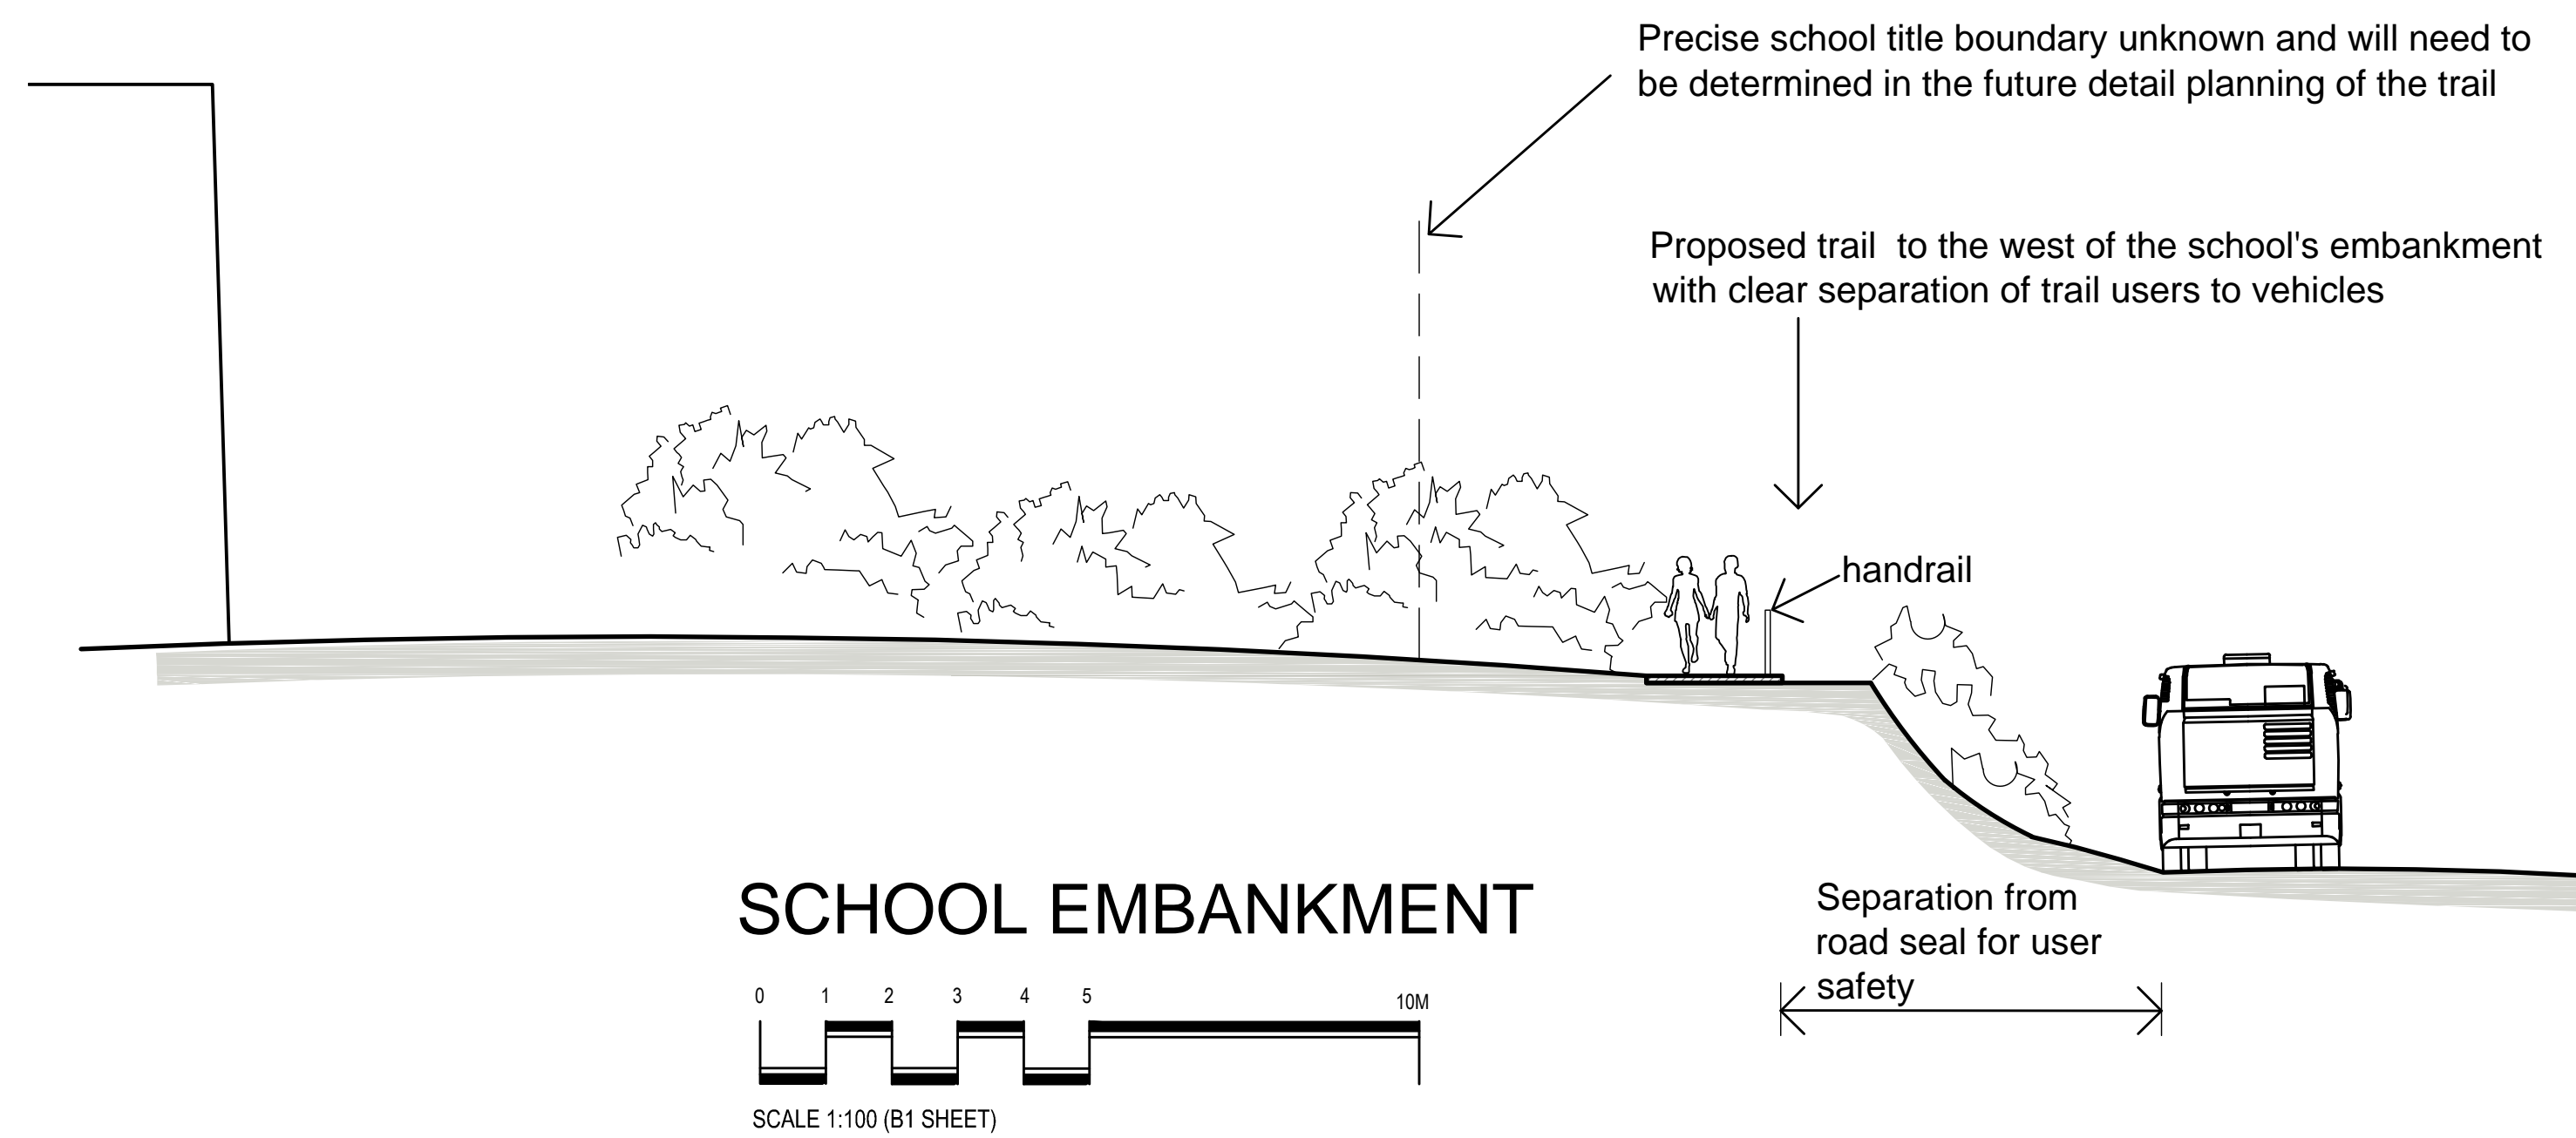 Precise school title boundary unknown and will need to
be determined in the future detail planning of the trail
Proposed trail  to the west of the school's embankment
with clear separation of trail users to vehicles
handrail
SCHOOL EMBANKMENT
Separation from
road seal for user
safety
0 1 2 3 4 5 10M
SCALE 1:100 (B1 SHEET)